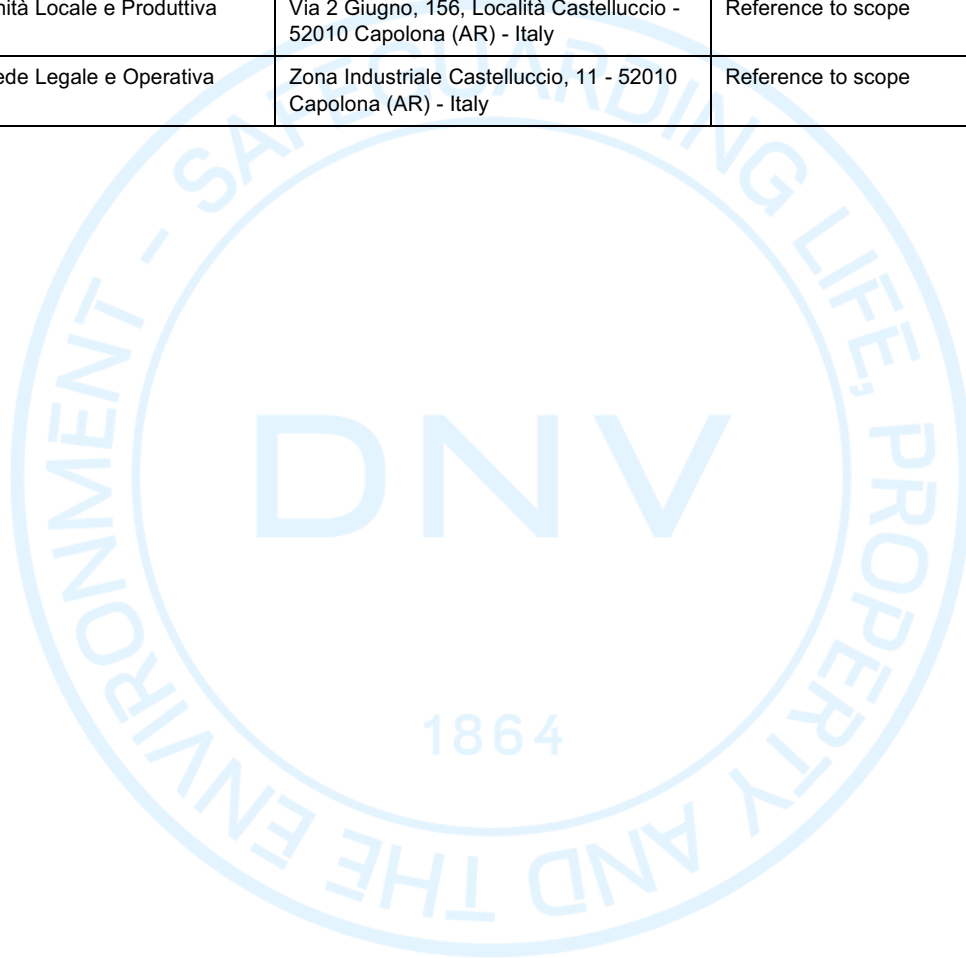 nità Locale e Produttiva
Via 2 Giugno, 156, Località Castelluccio -
52010 Capolona (AR) - Italy
Reference to scope
ede Legale e Operativa
Zona Industriale Castelluccio, 11 - 52010
Capolona (AR) - Italy
Reference to scope
SAFEGUARDING LIFE, PROPERTY AND THE ENVIRONMENT -
DNV
1864